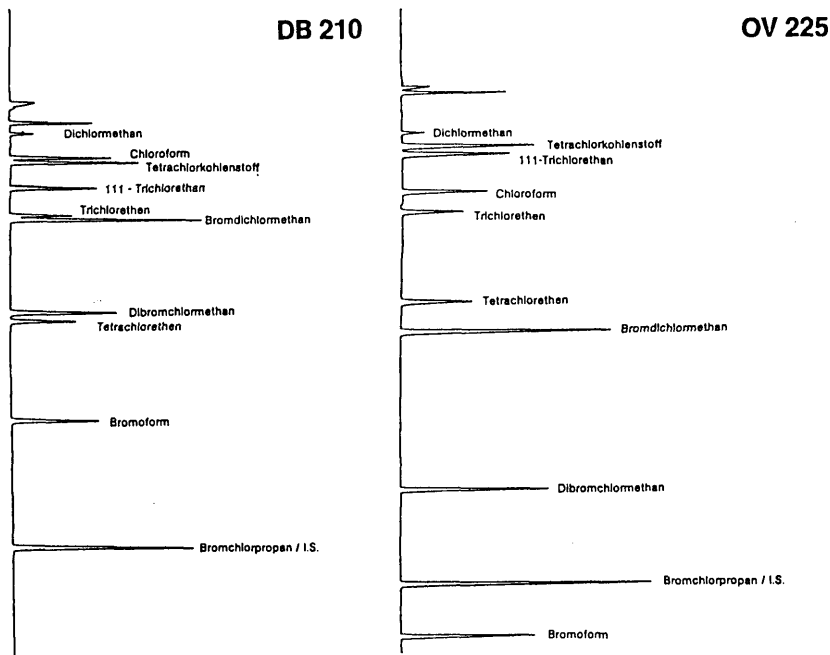 DB 210
Dichlormethan
Chloroform
Tetrachlorkohlenstoff
111 - Trichlorethan
Trichlorethen
Bromdichlormethan
Dibromchlormethan
Tetrachlorethen
Bromoform
Bromchlorpropan / I.S.
OV 225
Dichlormethan
Tetrachlorkohlenstoff
111-Trichlorethan
Chloroform
Trichlorethen
Tetrachlorethen
Bromdichlormethan
Dibromchlormethan
Bromchlorpropan / I.S.
Bromoform